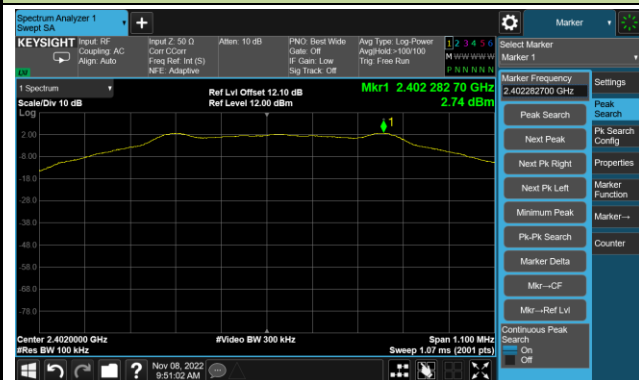 Spectrum Analyzer 1
Swept SA
+
Marker
KEYSIGHT
Input: RF
Coupling: AC
Align: Auto
Input Z: 50 Ω
Corr CCorr
Freq Ref: Int (S)
NFE: Adaptive
Atten: 10 dB
PNO: Best Wide
Gate: Off
IF Gain: Low
Sig Track: Off
Avg Type: Log-Power
Avg|Hold:>100/100
Trig: Free Run
1 2 3 4 5 6
M W W W W W
P N N N N N
LW
Select Marker
Marker 1
1 Spectrum
Scale/Div 10 dB
Log
Ref Lvl Offset 12.10 dB
Ref Level 12.00 dBm
Mkr1 2.402 282 70 GHz
2.74 dBm
1
2.00
-8.00
-18.0
-28.0
-38.0
-48.0
-58.0
-68.0
-78.0
Center 2.4020000 GHz
#Res BW 100 kHz
#Video BW 300 kHz
Span 1.100 MHz
Sweep 1.07 ms (2001 pts)
Marker Frequency
2.402282700 GHz
Peak Search
Next Peak
Next Pk Right
Next Pk Left
Minimum Peak
Pk-Pk Search
Marker Delta
Mkr→CF
Mkr→Ref Lvl
Continuous Peak
Search
On
Off
Settings
Peak
Search
Pk Search
Config
Properties
Marker
Function
Marker→
Counter
?
Nov 08, 2022
9:51:02 AM